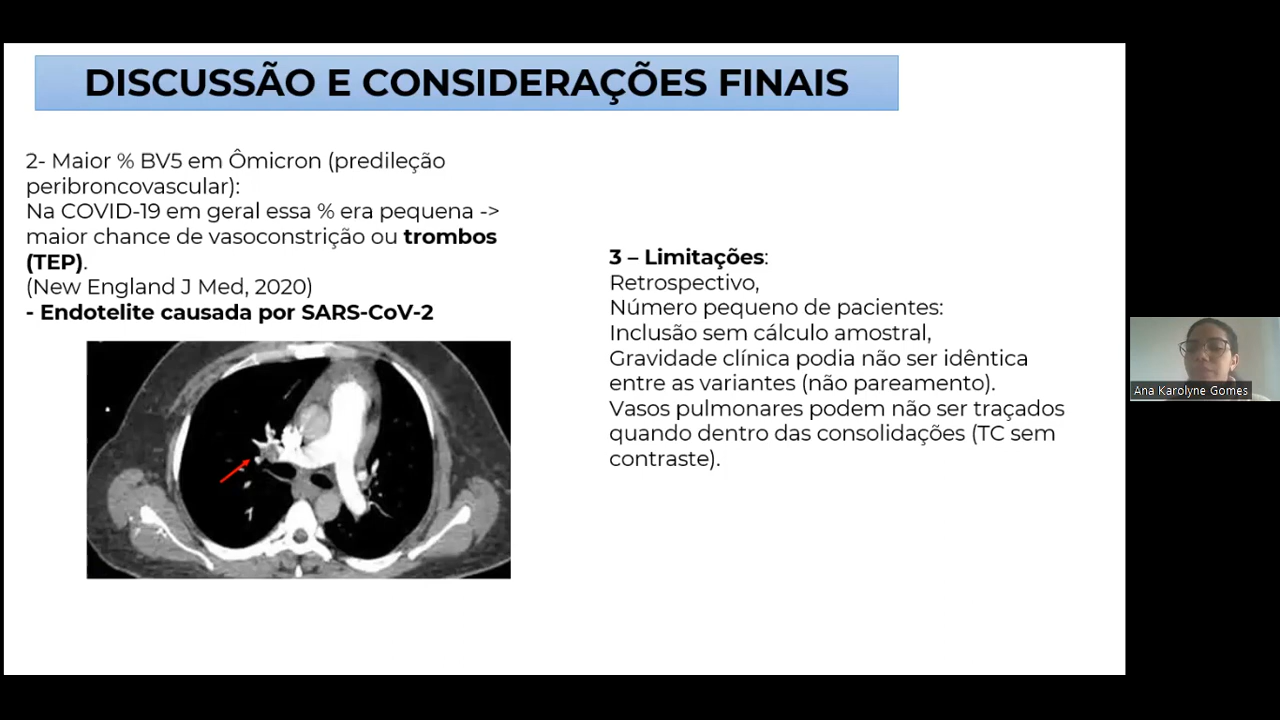 DISCUSSÃO E CONSIDERAÇÕES FINAIS
2- Maior % BV5 em Ômicron (predileção
peribroncovascular):
Na COVID-19 em geral essa % era pequena ->
maior chance de vasoconstrição ou trombos
(TEP).
(New England J Med, 2020)
- Endotelite causada por SARS-CoV-2
3 – Limitações:
Retrospectivo,
Número pequeno de pacientes:
Inclusão sem cálculo amostral,
Gravidade clínica podia não ser idêntica
entre as variantes (não pareamento).
Vasos pulmonares podem não ser traçados
quando dentro das consolidações (TC sem
contraste).
Ana Karolyne Gomes